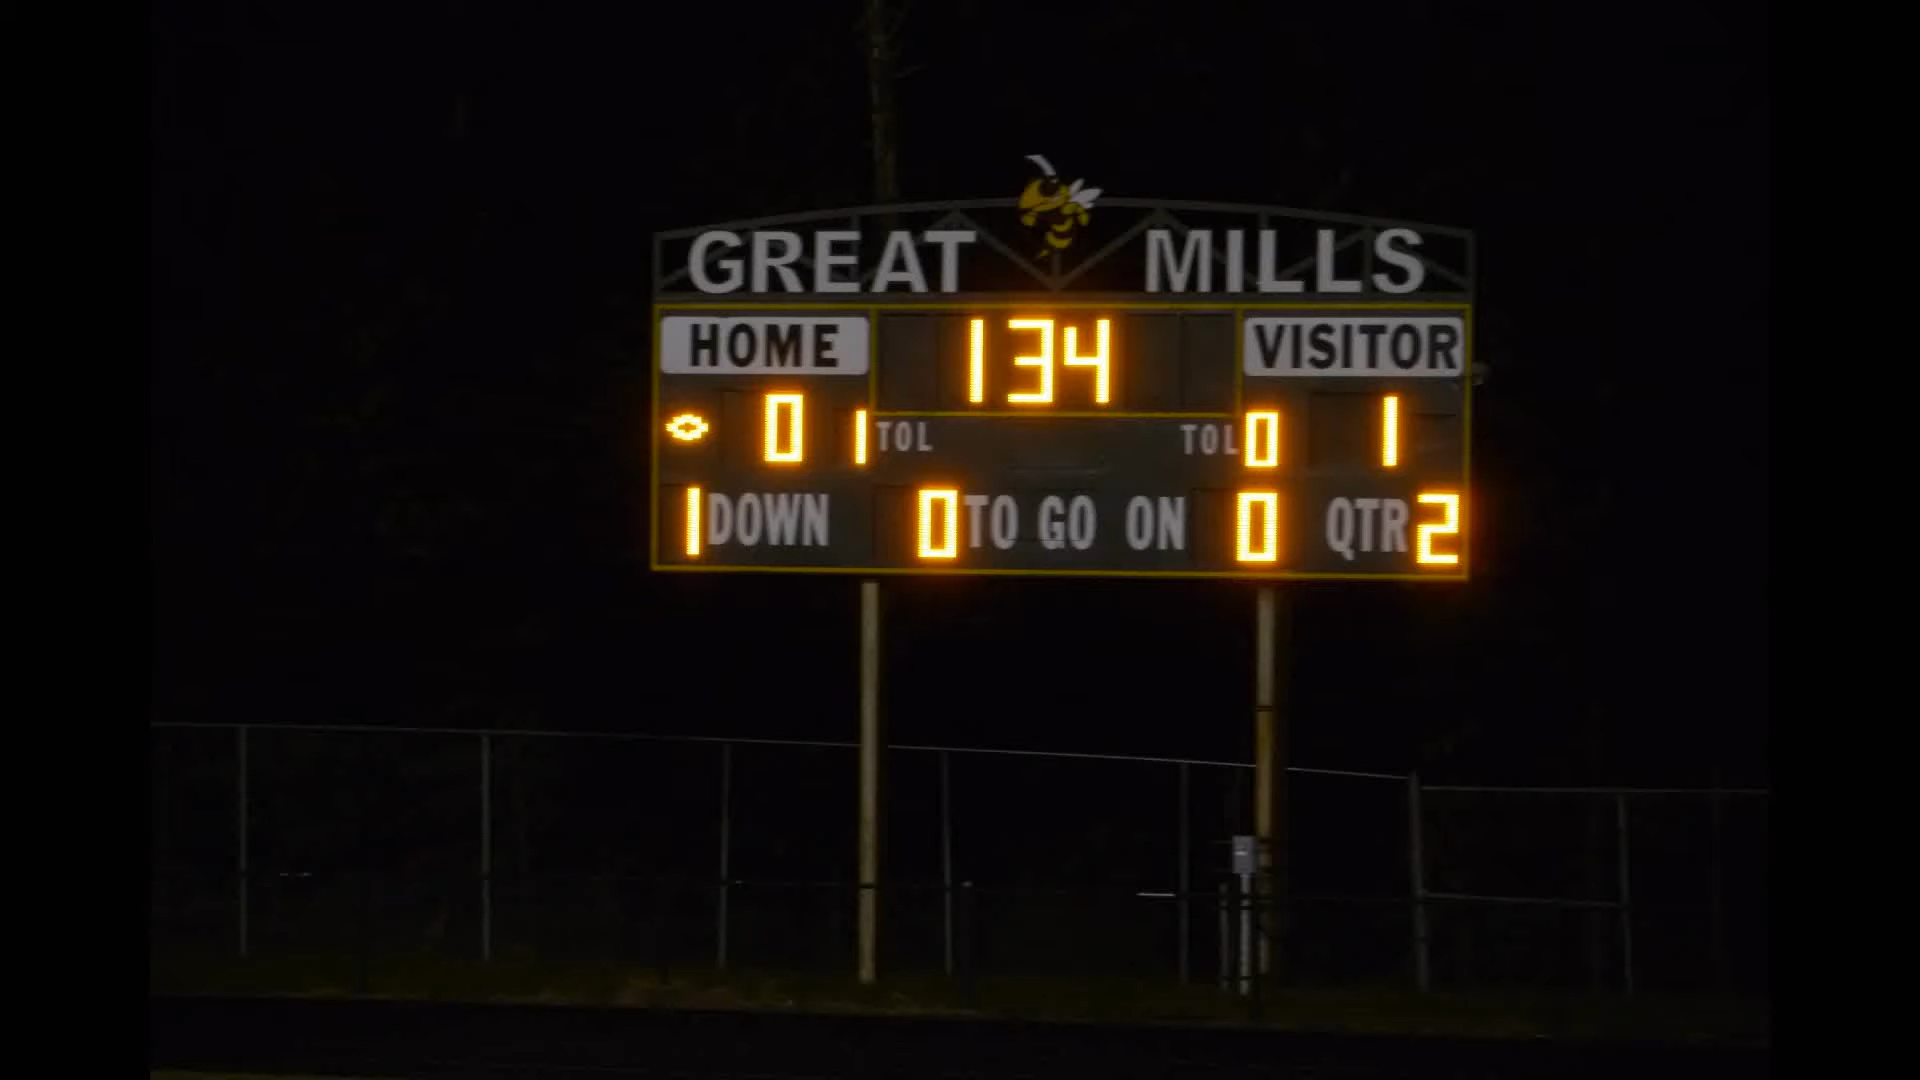 GREAT MILLS
HOME 134 VISITOR
0 1 TOL TOL 0 1
1 DOWN 0 TO GO ON 0 QTR 2